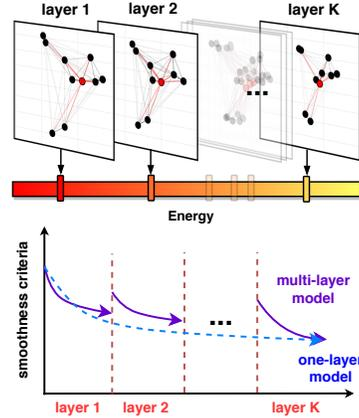 layer 1 layer 2 layer K
...
Energy
smoothness criteria
multi-layer
model
...
one-layer
model
layer 1 layer 2 layer K